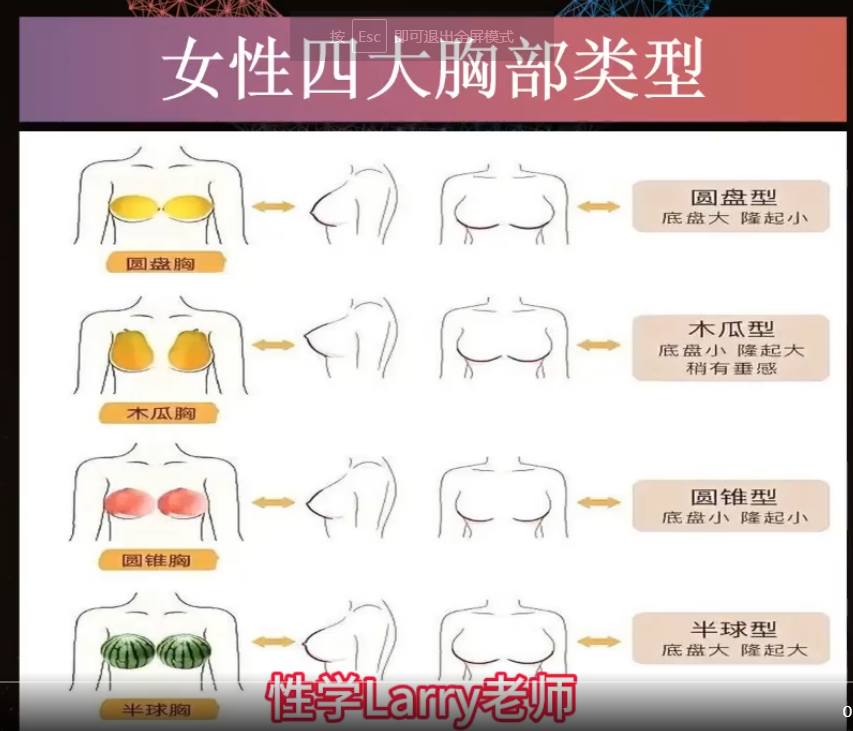 按 Esc 即可退出全屏模式
女性四大胸部类型
圆盘胸
圆盘型
底盘大 隆起小
木瓜胸
木瓜型
底盘小 隆起大
稍有垂感
圆锥胸
圆锥型
底盘小 隆起小
半球胸
半球型
底盘大 隆起大
性学Larry老师
0